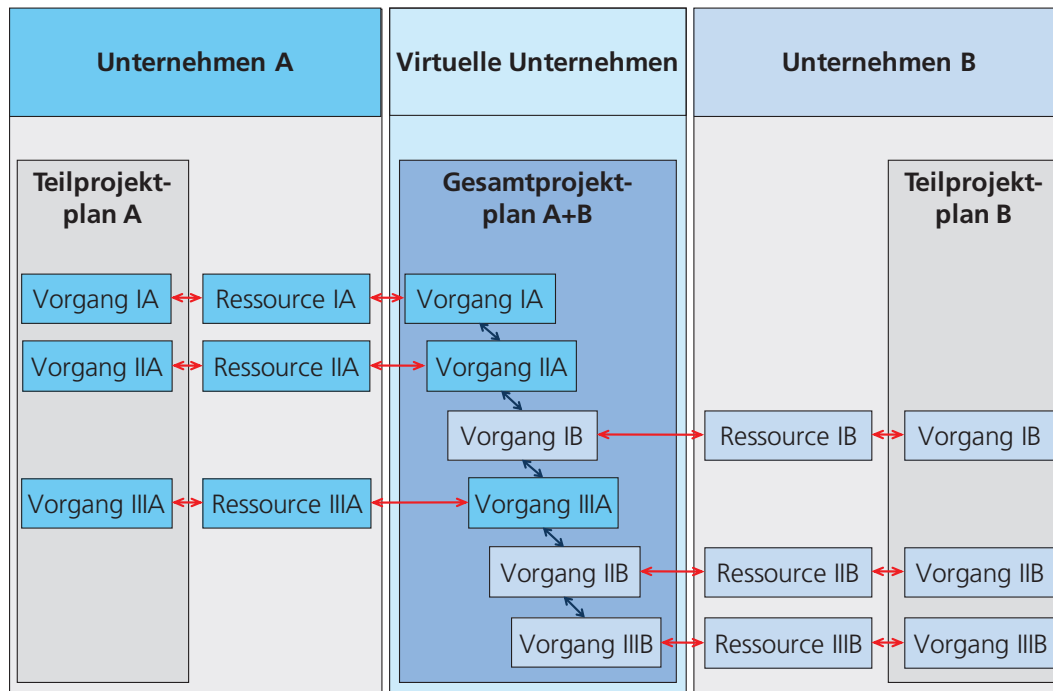 Unternehmen A
Virtuelle Unternehmen
Unternehmen B
Teilprojekt-
plan A
Gesamtprojekt-
plan A+B
Teilprojekt-
plan B
Vorgang IA
Ressource IA
Vorgang IA
Vorgang IIA
Ressource IIA
Vorgang IIA
Vorgang IB
Ressource IB
Vorgang IB
Vorgang IIIA
Ressource IIIA
Vorgang IIIA
Vorgang IIB
Ressource IIB
Vorgang IIB
Vorgang IIIB
Ressource IIIB
Vorgang IIIB